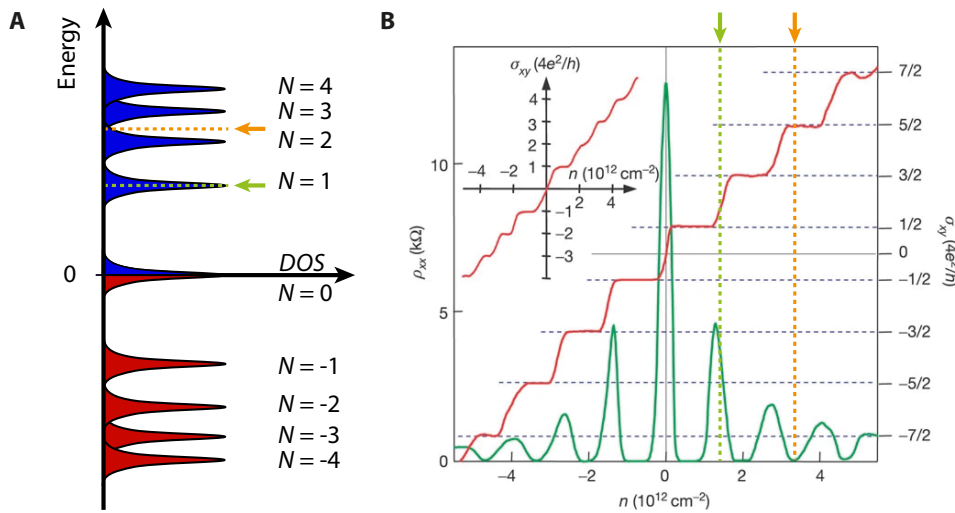 A
Energy
N = 4
N = 3
N = 2
N = 1
0
DOS
N = 0
N = -1
N = -2
N = -3
N = -4
B
σxy (4e²/h)
4
3
2
1
−4 −2
2 4
n (10¹² cm⁻²)
−1
−2
−3
10
5
0
ρxx (kΩ)
7/2
5/2
3/2
1/2
0
−1/2
−3/2
−5/2
−7/2
σxy (4e²/h)
−4 −2 0 2 4
n (10¹² cm⁻²)